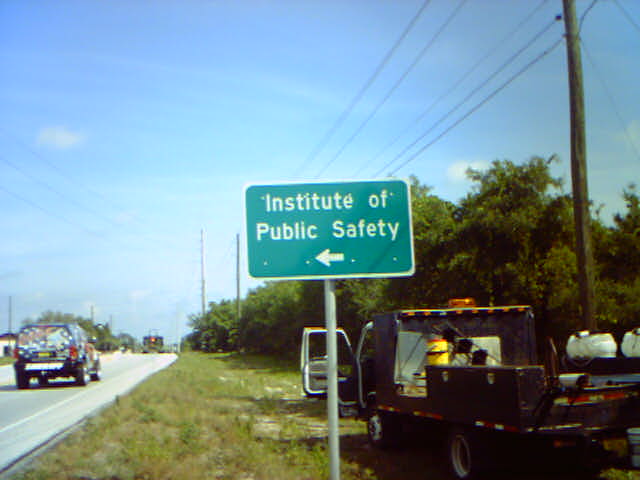 Institute of
Public Safety